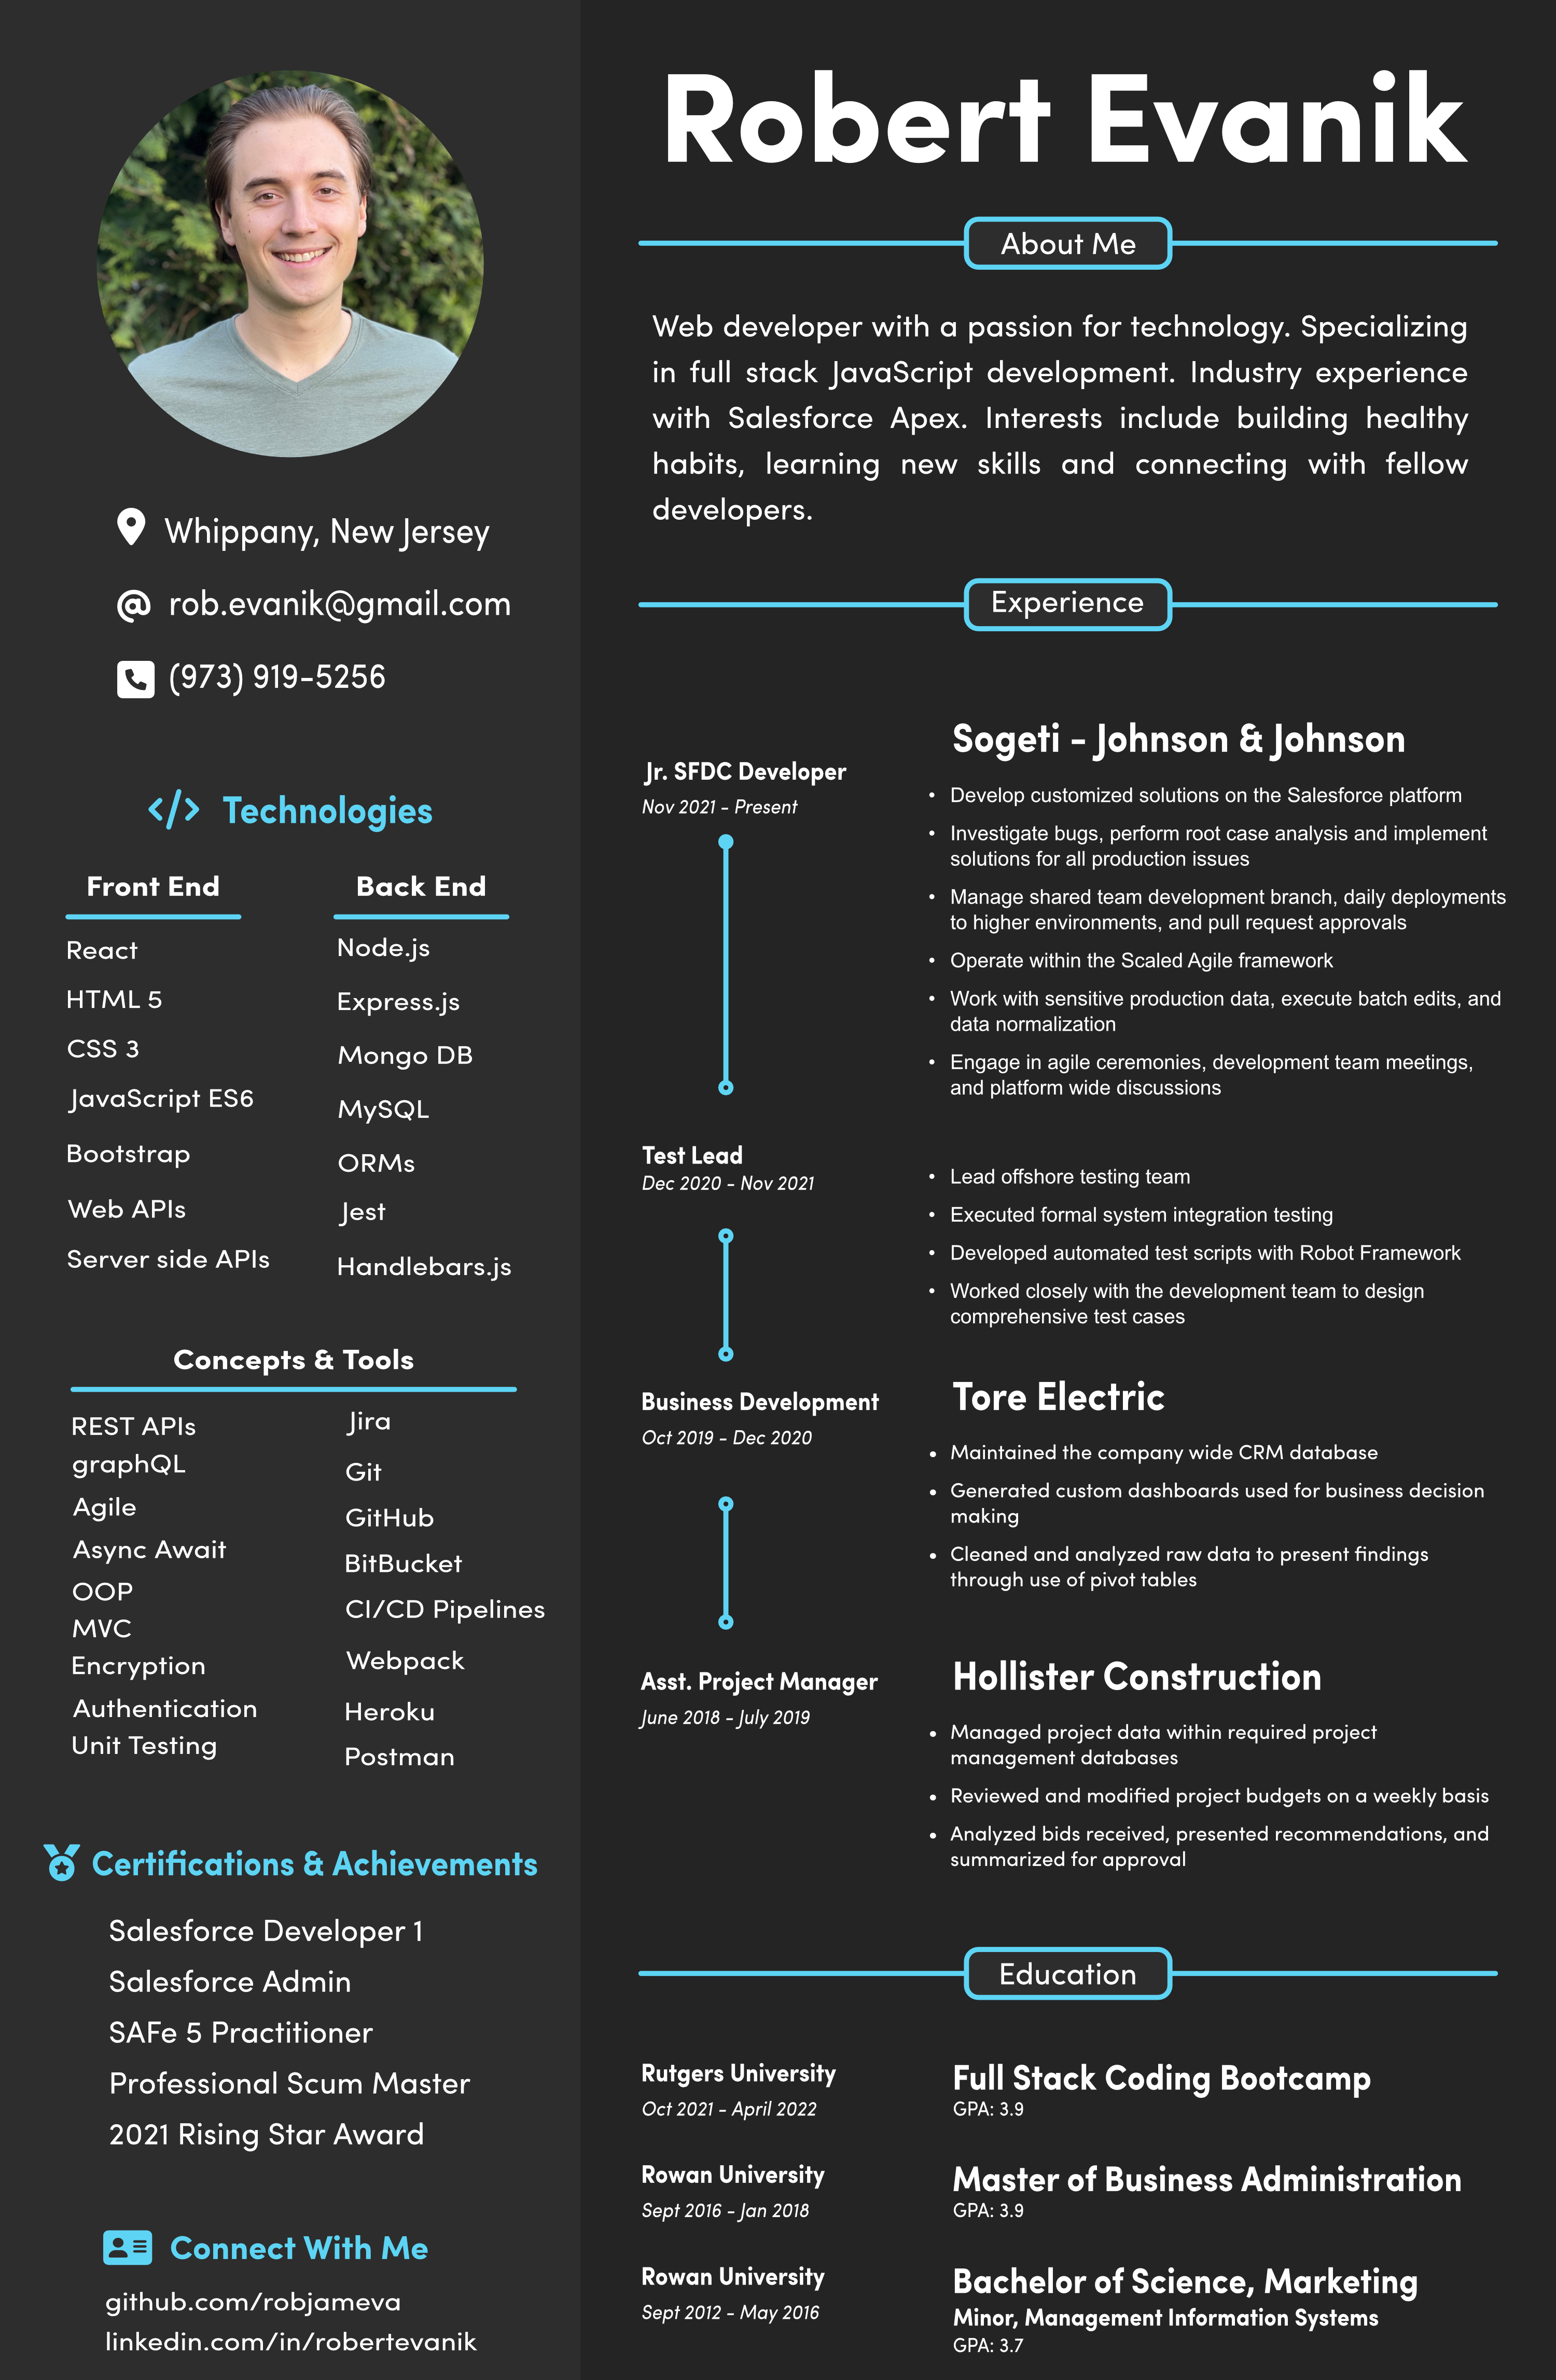 Robert Evanik
Whippany, New Jersey
rob.evanik@gmail.com
(973) 919-5256
</> Technologies
Front End
React
HTML 5
CSS 3
JavaScript ES6
Bootstrap
Web APIs
Server side APIs
Back End
Node.js
Express.js
Mongo DB
MySQL
ORMs
Jest
Handlebars.js
Concepts & Tools
REST APIs
graphQL
Agile
Async Await
OOP
MVC
Encryption
Authentication
Unit Testing
Jira
Git
GitHub
BitBucket
CI/CD Pipelines
Webpack
Heroku
Postman
Certifications & Achievements
Salesforce Developer 1
Salesforce Admin
SAFe 5 Practitioner
Professional Scum Master
2021 Rising Star Award
Connect With Me
github.com/robjameva
linkedin.com/in/robertevanik
About Me
Web developer with a passion for technology. Specializing
in full stack JavaScript development. Industry experience
with Salesforce Apex. Interests include building healthy
habits, learning new skills and connecting with fellow
developers.
Experience
Jr. SFDC Developer
Nov 2021 - Present
Sogeti - Johnson & Johnson
• Develop customized solutions on the Salesforce platform
• Investigate bugs, perform root case analysis and implement
solutions for all production issues
• Manage shared team development branch, daily deployments
to higher environments, and pull request approvals
• Operate within the Scaled Agile framework
• Work with sensitive production data, execute batch edits, and
data normalization
• Engage in agile ceremonies, development team meetings,
and platform wide discussions
Test Lead
Dec 2020 - Nov 2021
• Lead offshore testing team
• Executed formal system integration testing
• Developed automated test scripts with Robot Framework
• Worked closely with the development team to design
comprehensive test cases
Business Development
Oct 2019 - Dec 2020
Tore Electric
• Maintained the company wide CRM database
• Generated custom dashboards used for business decision
making
• Cleaned and analyzed raw data to present findings
through use of pivot tables
Asst. Project Manager
June 2018 - July 2019
Hollister Construction
• Managed project data within required project
management databases
• Reviewed and modified project budgets on a weekly basis
• Analyzed bids received, presented recommendations, and
summarized for approval
Education
Rutgers University
Oct 2021 - April 2022
Full Stack Coding Bootcamp
GPA: 3.9
Rowan University
Sept 2016 - Jan 2018
Master of Business Administration
GPA: 3.9
Rowan University
Sept 2012 - May 2016
Bachelor of Science, Marketing
Minor, Management Information Systems
GPA: 3.7